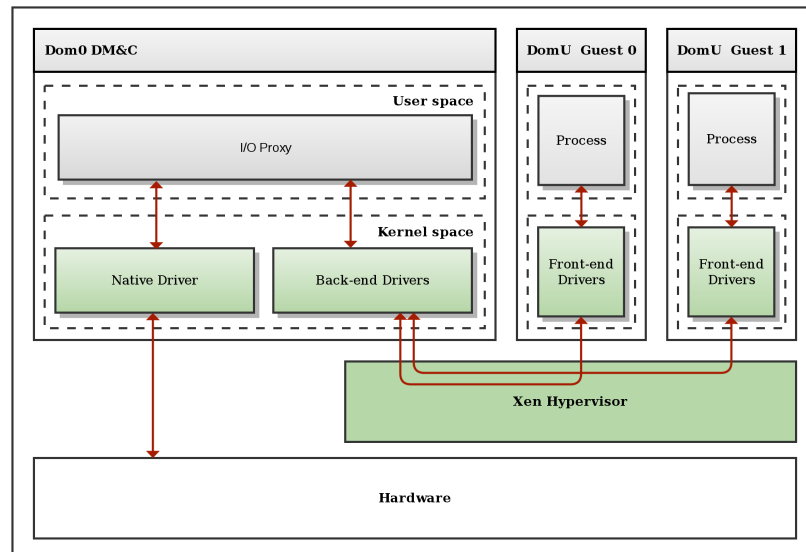 Dom0 DM&C
DomU  Guest 0
DomU  Guest 1
User space
I/O Proxy
Process
Process
Kernel space
Native Driver
Back-end Drivers
Front-end
Drivers
Front-end
Drivers
Xen Hypervisor
Hardware